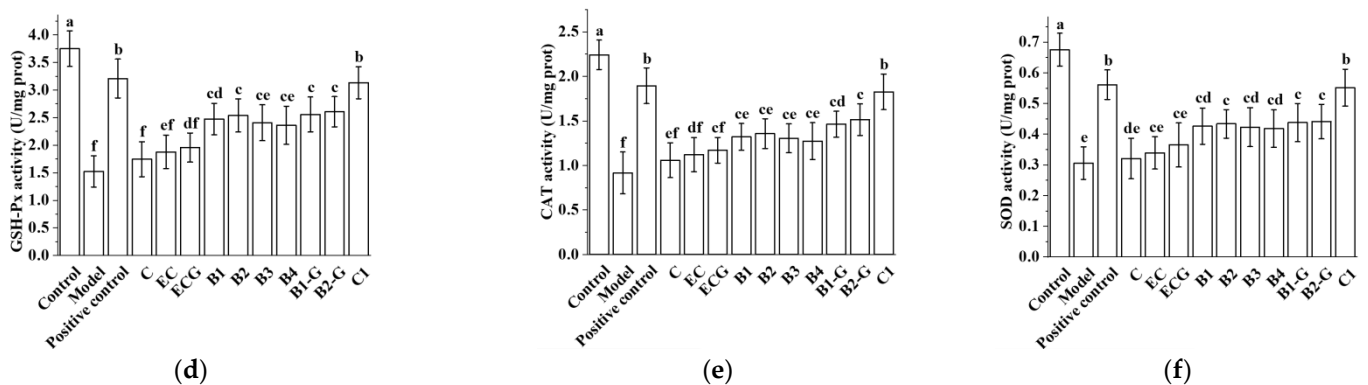 GSH-Px activity (U/mg prot)
4.0
3.5
3.0
2.5
2.0
1.5
1.0
0.5
0.0
a
f
b
f
ef
df
cd
c
ce
ce
c
c
b
Control
Model
Positive control
C
EC
ECG
B1
B2
B3
B4
B1-G
B2-G
C1
(d)
CAT activity (U/mg prot)
2.5
2.0
1.5
1.0
0.5
0.0
a
f
b
ef
df
cf
ce
ce
ce
ce
cd
c
b
Control
Model
Positive control
C
EC
ECG
B1
B2
B3
B4
B1-G
B2-G
C1
(e)
SOD activity (U/mg prot)
0.7
0.6
0.5
0.4
0.3
0.2
0.1
0.0
a
e
b
de
ce
ce
cd
c
cd
cd
c
c
b
Control
Model
Positive control
C
EC
ECG
B1
B2
B3
B4
B1-G
B2-G
C1
(f)